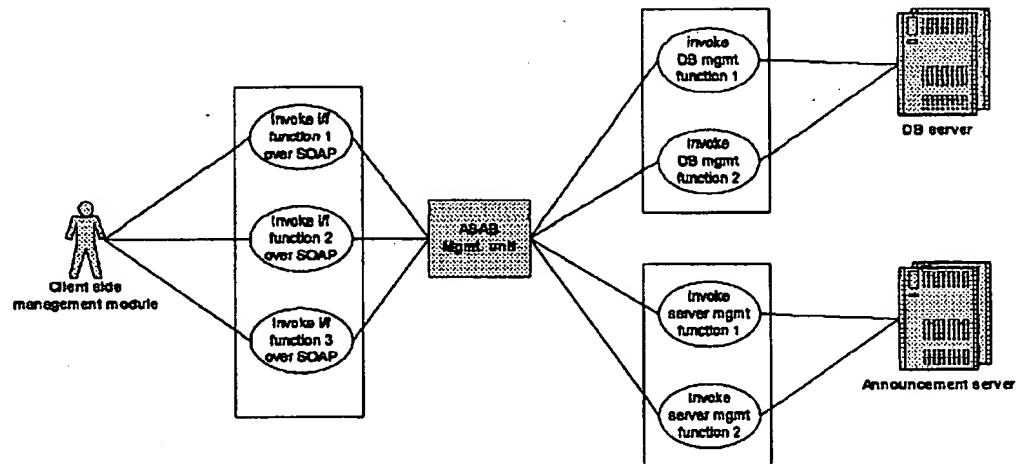 Client side
management module
Invoke i/f
function 1
over SOAP
Invoke i/f
function 2
over SOAP
Invoke i/f
function 3
over SOAP
ASAB
Mgmt. unit
invoke
DB mgmt
function 1
invoke
DB mgmt
function 2
DB server
invoke
server mgmt
function 1
invoke
server mgmt
function 2
Announcement server